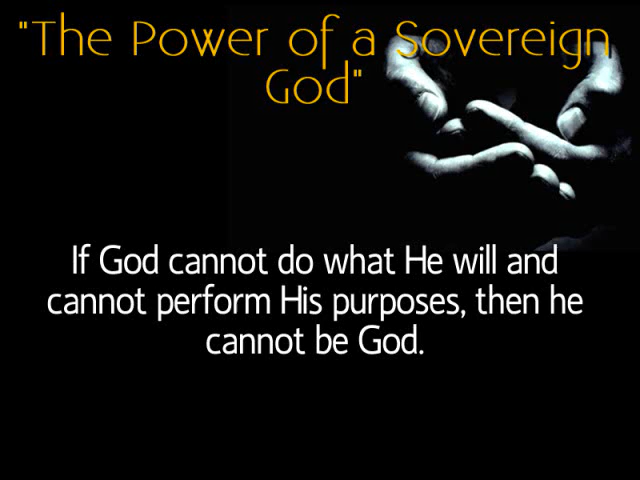 "The Power of a Sovereign
God"
If God cannot do what He will and
cannot perform His purposes, then he
cannot be God.